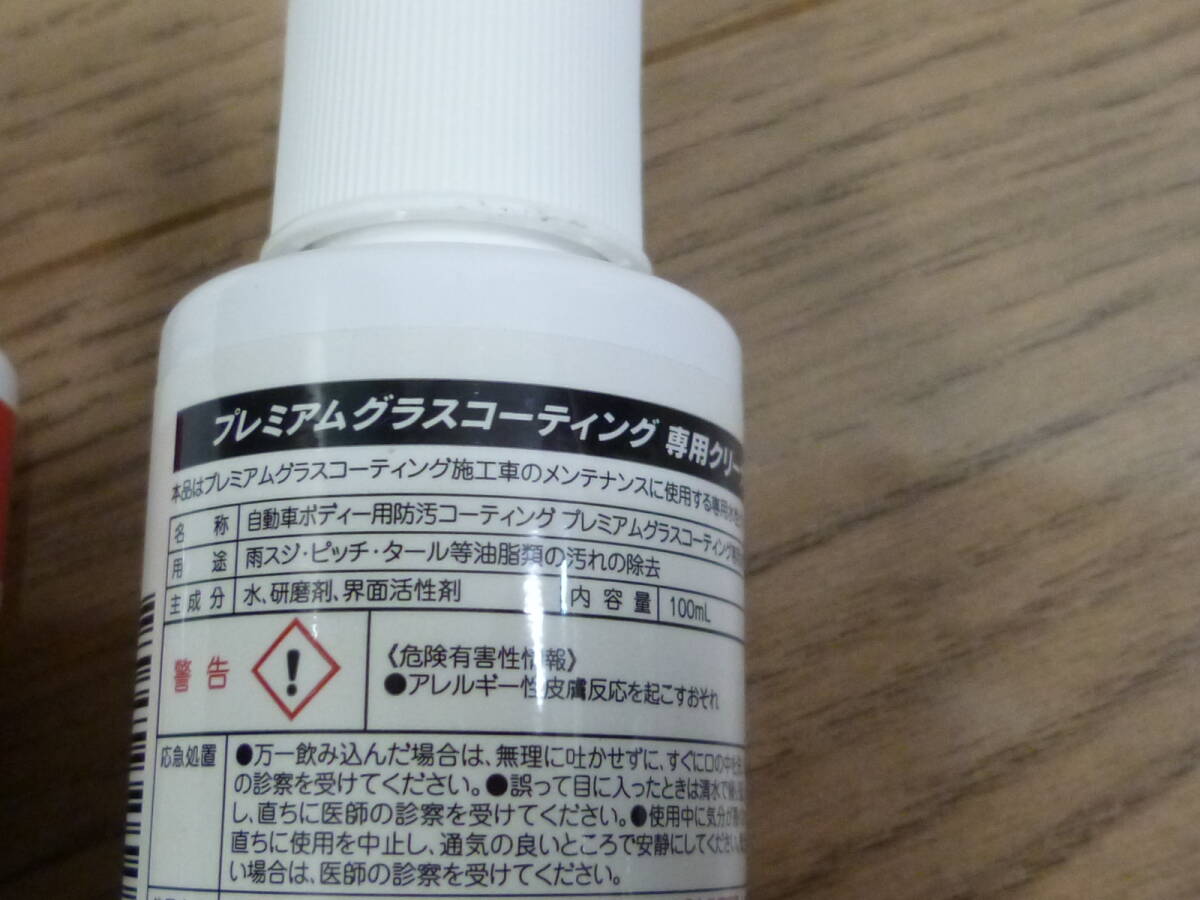 プレミアムグラスコーティング 専用クリー
本品はプレミアムグラスコーティング施工車のメンテナンスに使用する専用
名称 自動車ボディー用防汚コーティング プレミアムグラスコーティング
用途 雨スジ・ピッチ・タール等油脂類の汚れの除去
主成分 水、研磨剤、界面活性剤 内容量 100mL
警告 《危険有害性情報》
●アレルギー性皮膚反応を起こすおそれ
応急処置 ●万一飲み込んだ場合は、無理に吐かせずに、すぐに口の中を
の診察を受けてください。●誤って目に入ったときは清水で
し、直ちに医師の診察を受けてください。●使用中に気分が
直ちに使用を中止し、通気の良いところで安静にしてください。
い場合は、医師の診察を受けてください。